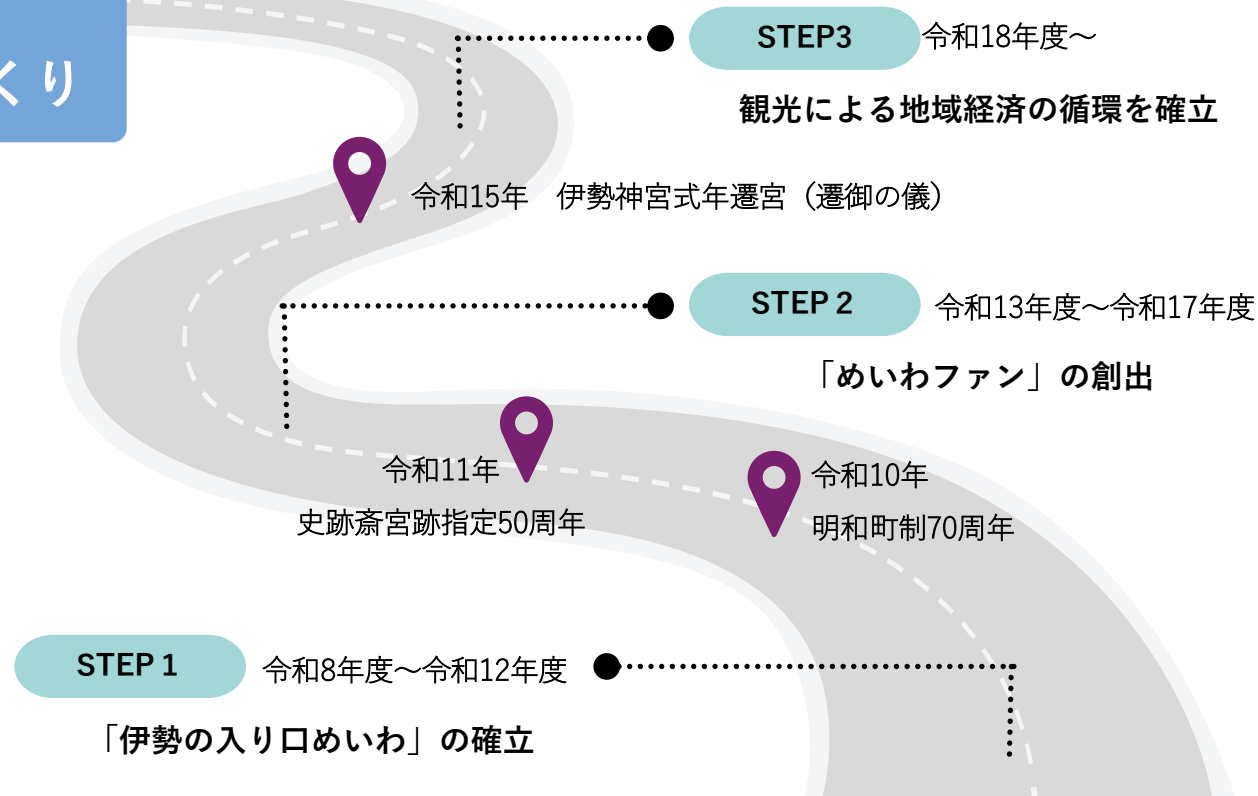 くり
STEP3 令和18年度～
観光による地域経済の循環を確立
令和15年　伊勢神宮式年遷宮（遷御の儀）
STEP 2 令和13年度～令和17年度
「めいわファン」の創出
令和11年
史跡斎宮跡指定50周年
令和10年
明和町制70周年
STEP 1 令和8年度～令和12年度
「伊勢の入り口めいわ」の確立